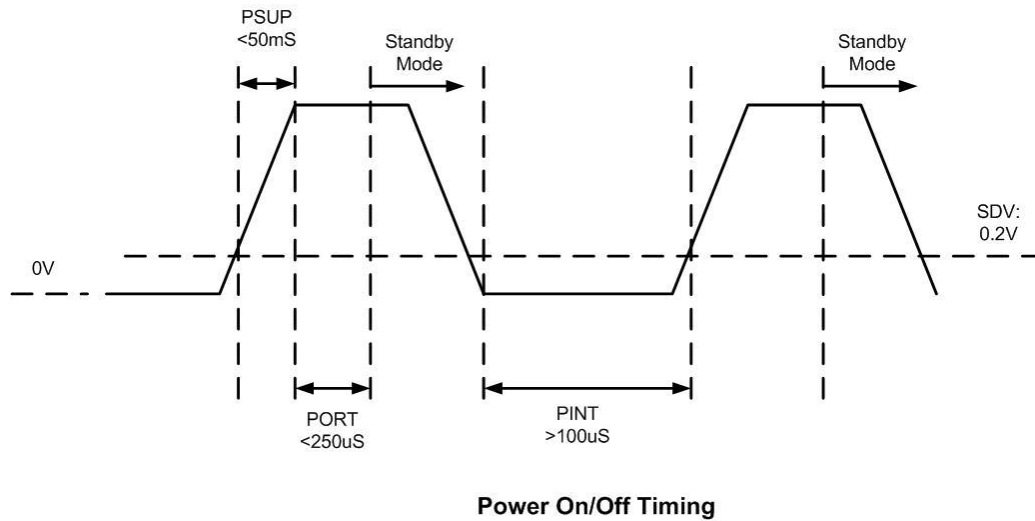 PSUP
<50mS
Standby
Mode
Standby
Mode
SDV:
0.2V
0V
PORT
<250uS
PINT
>100uS
Power On/Off Timing